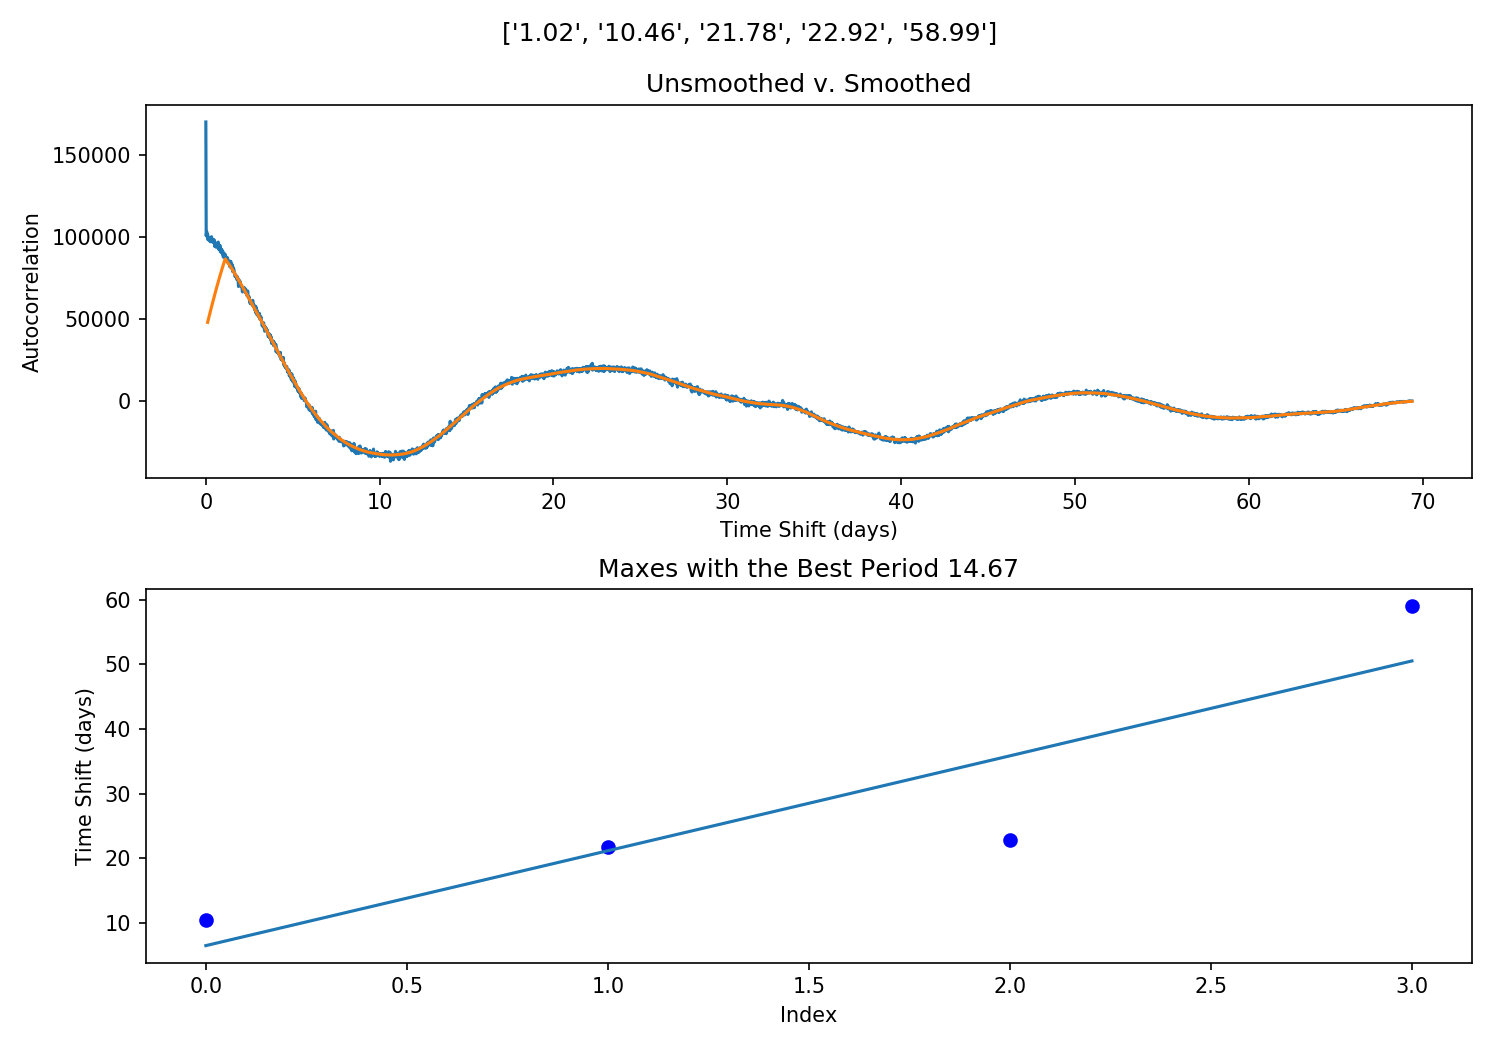 ['1.02', '10.46', '21.78', '22.92', '58.99']
Unsmoothed v. Smoothed
150000
100000
50000
0
Autocorrelation
0 10 20 30 40 50 60 70
Time Shift (days)
Maxes with the Best Period 14.67
60
50
40
30
20
10
Time Shift (days)
0.0 0.5 1.0 1.5 2.0 2.5 3.0
Index